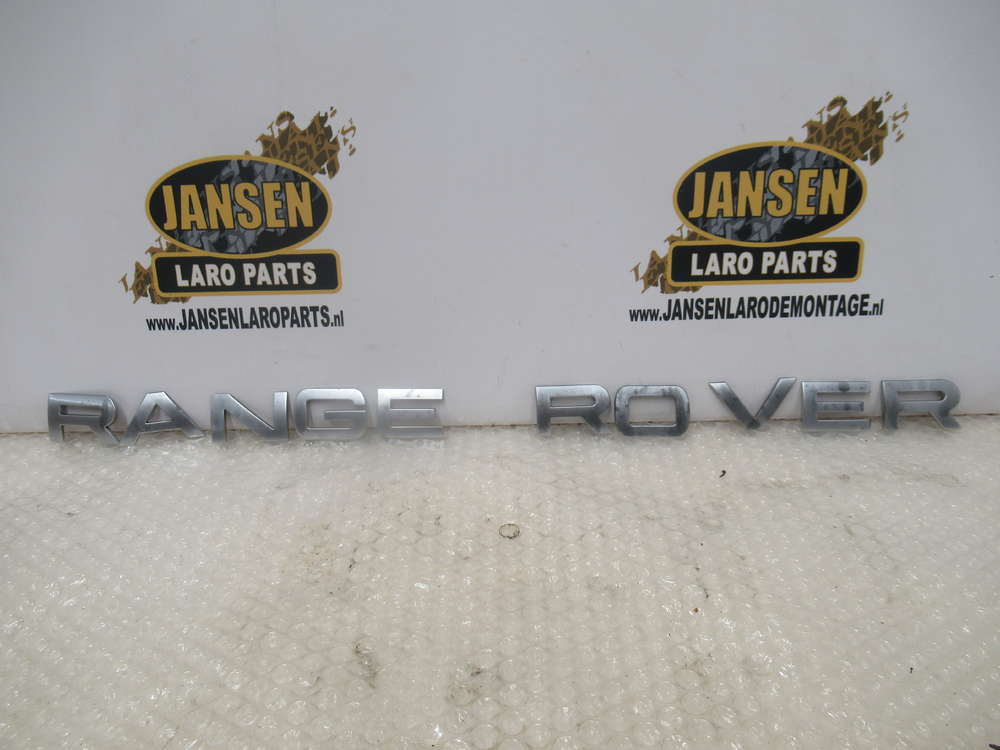 JANSEN
LARO PARTS
www.JANSENLAROPARTS.nl
JANSEN
LARO PARTS
www.JANSENLARODEMONTAGE.nl
RANGE ROVER